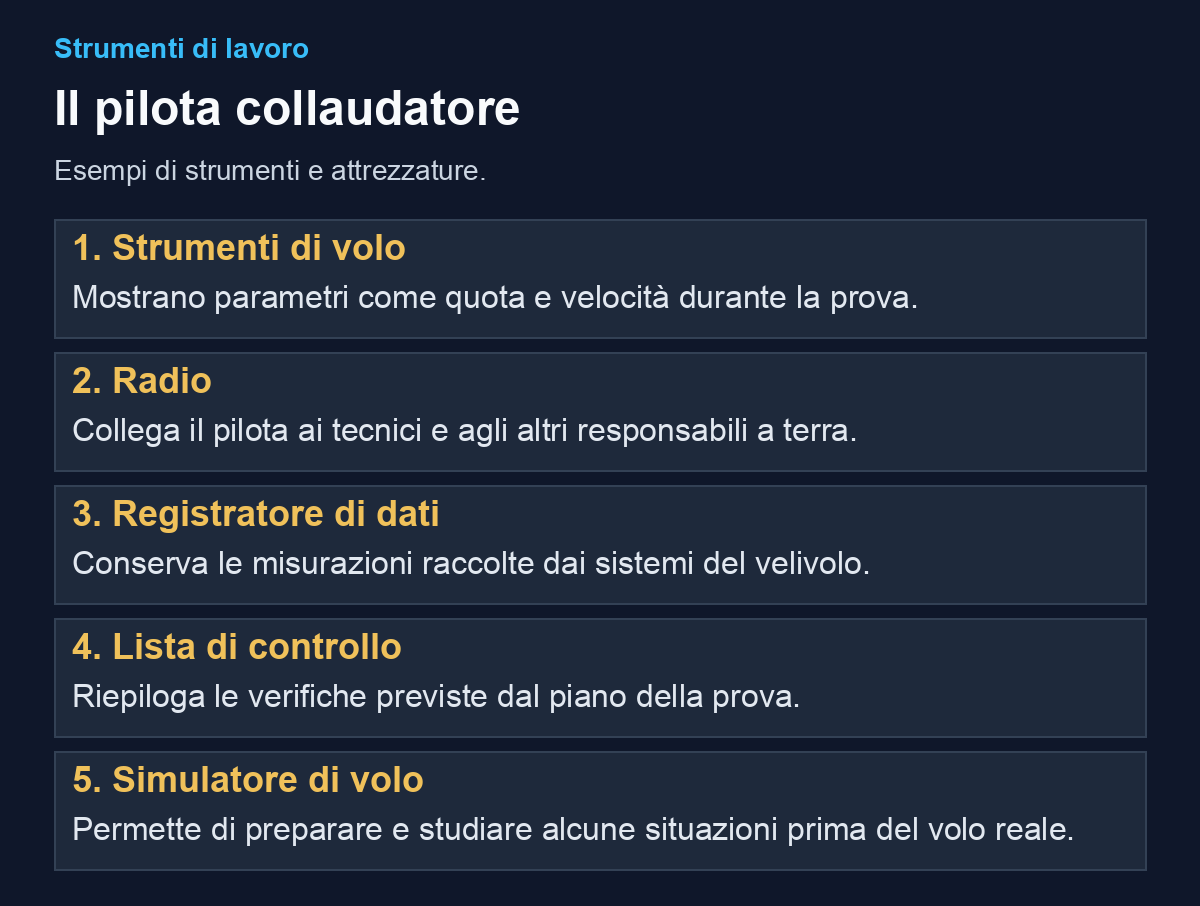 Strumenti di lavoro
Il pilota collaudatore
Esempi di strumenti e attrezzature.
1. Strumenti di volo
Mostrano parametri come quota e velocità durante la prova.
2. Radio
Collega il pilota ai tecnici e agli altri responsabili a terra.
3. Registratore di dati
Conserva le misurazioni raccolte dai sistemi del velivolo.
4. Lista di controllo
Riepiloga le verifiche previste dal piano della prova.
5. Simulatore di volo
Permette di preparare e studiare alcune situazioni prima del volo reale.